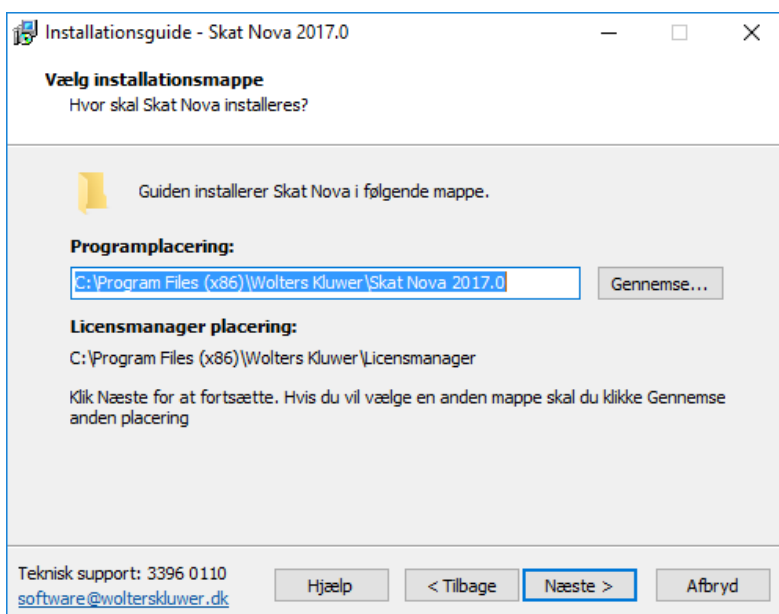 Installationsguide - Skat Nova 2017.0
Vælg installationsmappe
Hvor skal Skat Nova installeres?
Guiden installerer Skat Nova i følgende mappe.
Programplacering:
C:\Program Files (x86)\Wolters Kluwer\Skat Nova 2017.0
Gennemse...
Licensmanager placering:
C:\Program Files (x86)\Wolters Kluwer\Licensmanager
Klik Næste for at fortsætte. Hvis du vil vælge en anden mappe skal du klikke Gennemse
anden placering
Teknisk support: 3396 0110
software@wolterskluwer.dk
Hjælp
< Tilbage
Næste >
Afbryd